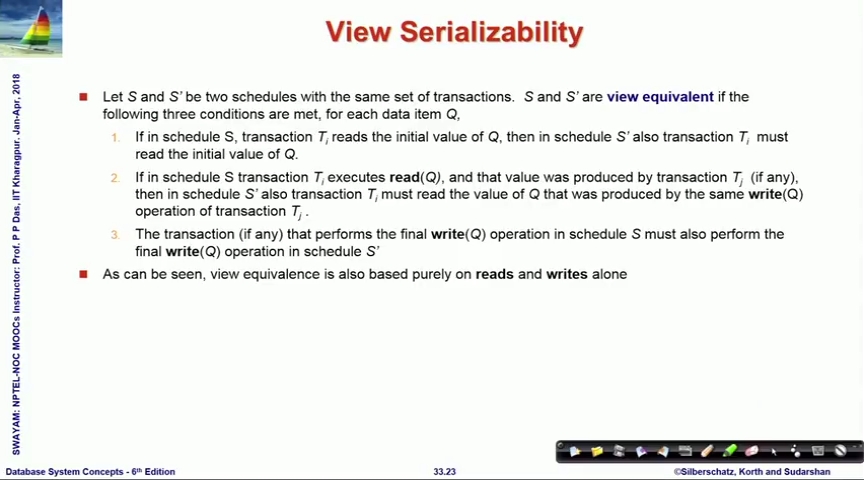 View Serializability
Let S and S' be two schedules with the same set of transactions. S and S' are view equivalent if the
following three conditions are met, for each data item Q,
1. If in schedule S, transaction Ti reads the initial value of Q, then in schedule S' also transaction Ti must
read the initial value of Q.
2. If in schedule S transaction Ti executes read(Q), and that value was produced by transaction Tj (if any),
then in schedule S' also transaction Ti must read the value of Q that was produced by the same write(Q)
operation of transaction Tj .
3. The transaction (if any) that performs the final write(Q) operation in schedule S must also perform the
final write(Q) operation in schedule S'
As can be seen, view equivalence is also based purely on reads and writes alone
SWAYAM: NPTEL-NOC MOOCs Instructor: Prof. P P Das, IIT Kharagpur. Jan-Apr, 2018
Database System Concepts - 6th Edition
33.23
©Silberschatz, Korth and Sudarshan